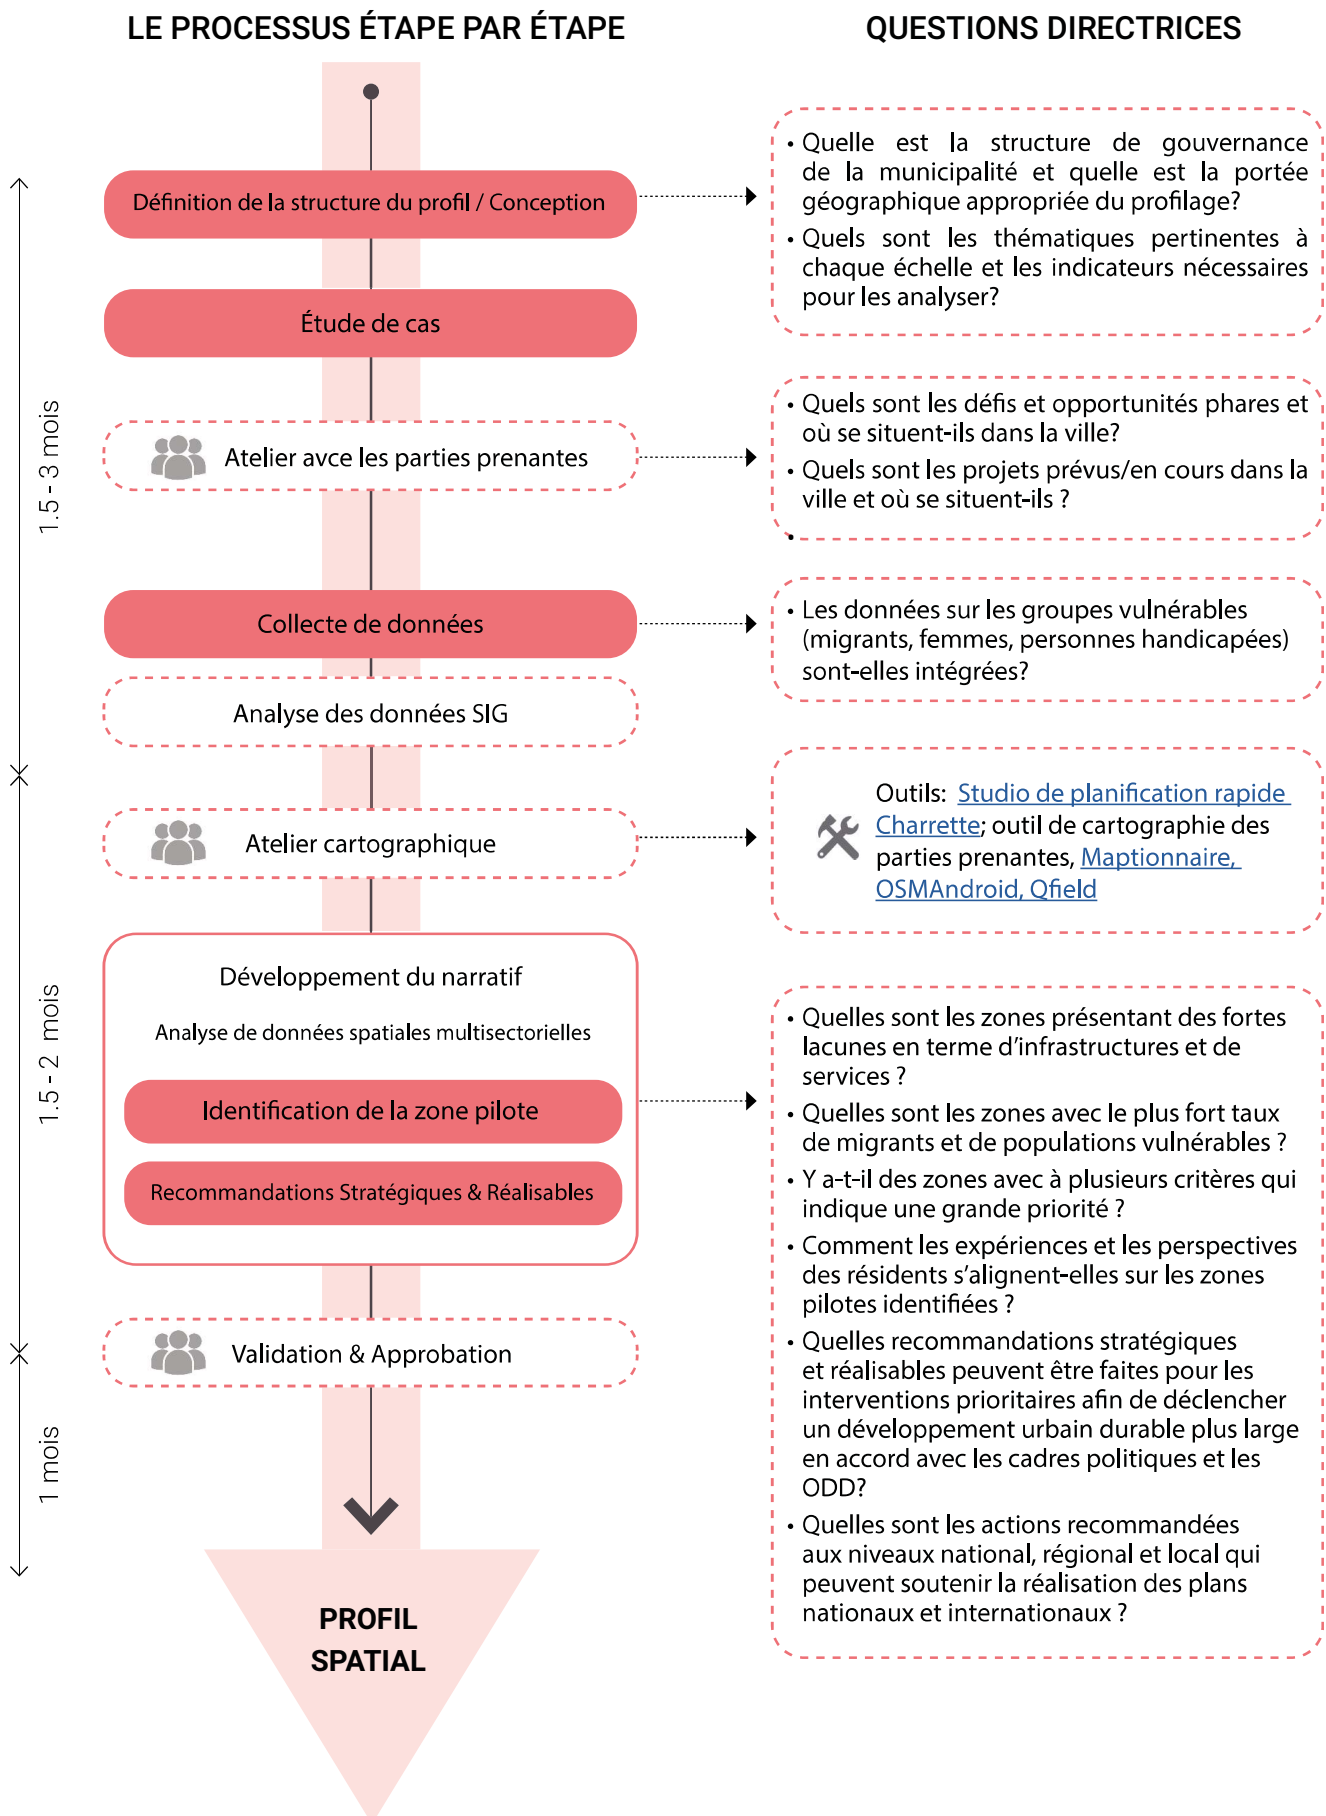 LE PROCESSUS ÉTAPE PAR ÉTAPE
QUESTIONS DIRECTRICES
1.5 - 3 mois
Définition de la structure du profil / Conception
• Quelle est la structure de gouvernance
de la municipalité et quelle est la portée
géographique appropriée du profilage?
• Quels sont les thématiques pertinentes à
chaque échelle et les indicateurs nécessaires
pour les analyser?
Étude de cas
Atelier avce les parties prenantes
• Quels sont les défis et opportunités phares et
où se situent-ils dans la ville?
• Quels sont les projets prévus/en cours dans la
ville et où se situent-ils ?
•
Collecte de données
• Les données sur les groupes vulnérables
(migrants, femmes, personnes handicapées)
sont-elles intégrées?
Analyse des données SIG
1.5 - 2 mois
Atelier cartographique
Outils: Studio de planification rapide
Charrette; outil de cartographie des
parties prenantes, Maptionnaire,
OSMAndroid, Qfield
Développement du narratif
Analyse de données spatiales multisectorielles
Identification de la zone pilote
Recommandations Stratégiques & Réalisables
• Quelles sont les zones présentant des fortes
lacunes en terme d’infrastructures et de
services ?
• Quelles sont les zones avec le plus fort taux
de migrants et de populations vulnérables ?
• Y a-t-il des zones avec à plusieurs critères qui
indique une grande priorité ?
• Comment les expériences et les perspectives
des résidents s’alignent-elles sur les zones
pilotes identifiées ?
• Quelles recommandations stratégiques
et réalisables peuvent être faites pour les
interventions prioritaires afin de déclencher
un développement urbain durable plus large
en accord avec les cadres politiques et les
ODD?
• Quelles sont les actions recommandées
aux niveaux national, régional et local qui
peuvent soutenir la réalisation des plans
nationaux et internationaux ?
Validation & Approbation
1 mois
PROFIL
SPATIAL